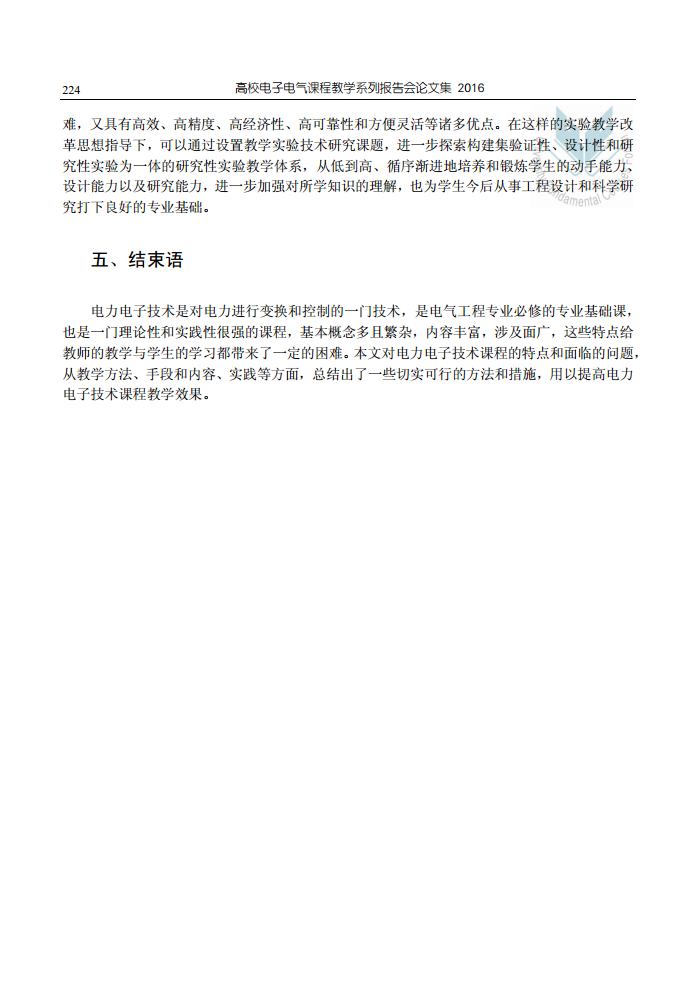 224
高校电子电气课程教学系列报告会论文集 2016
难，又具有高效、高精度、高经济性、高可靠性和方便灵活等诸多优点。在这样的实验教学改
革思想指导下，可以通过设置教学实验技术研究课题，进一步探索构建集验证性、设计性和研
究性实验为一体的研究性实验教学体系，从低到高、循序渐进地培养和锻炼学生的动手能力、
设计能力以及研究能力，进一步加强对所学知识的理解，也为学生今后从事工程设计和科学研
究打下良好的专业基础。
五、结束语
电力电子技术是对电力进行变换和控制的一门技术，是电气工程专业必修的专业基础课，
也是一门理论性和实践性很强的课程，基本概念多且繁杂，内容丰富，涉及面广，这些特点给
教师的教学与学生的学习都带来了一定的困难。本文对电力电子技术课程的特点和面临的问题，
从教学方法、手段和内容、实践等方面，总结出了一些切实可行的方法和措施，用以提高电力
电子技术课程教学效果。